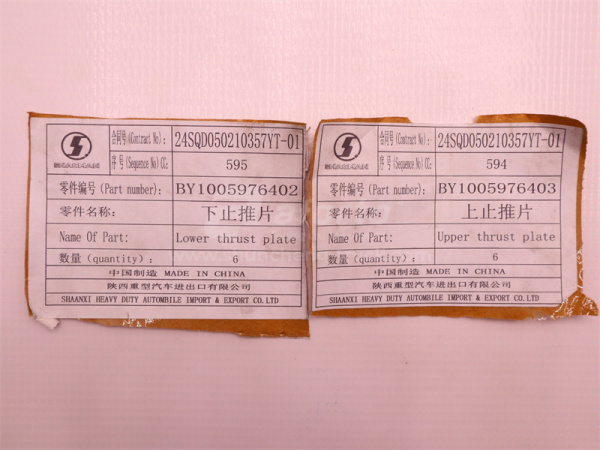 合同号(Contract No): 24SQD050210357YT-01
序号(Sequence No) CC: 595
零件编号 (Part number): BY1005976402
零件名称: 下止推片
Name Of Part: Lower thrust plate
数量 (quantity) : 6
中国制造 MADE IN CHINA
陕西重型汽车进出口有限公司
SHAANXI HEAVY DUTY AUTOMBILE IMPORT & EXPORT CO.LTD
合同号(Contract No): 24SQD050210357YT-01
序号(Sequence No) CC: 594
零件编号 (Part number): BY1005976403
零件名称: 上止推片
Name Of Part: Upper thrust plate
数量 (quantity) : 6
中国制造 MADE IN CHINA
陕西重型汽车进出口有限公司
SHAANXI HEAVY DUTY AUTOMBILE IMPORT & EXPORT CO.LTD